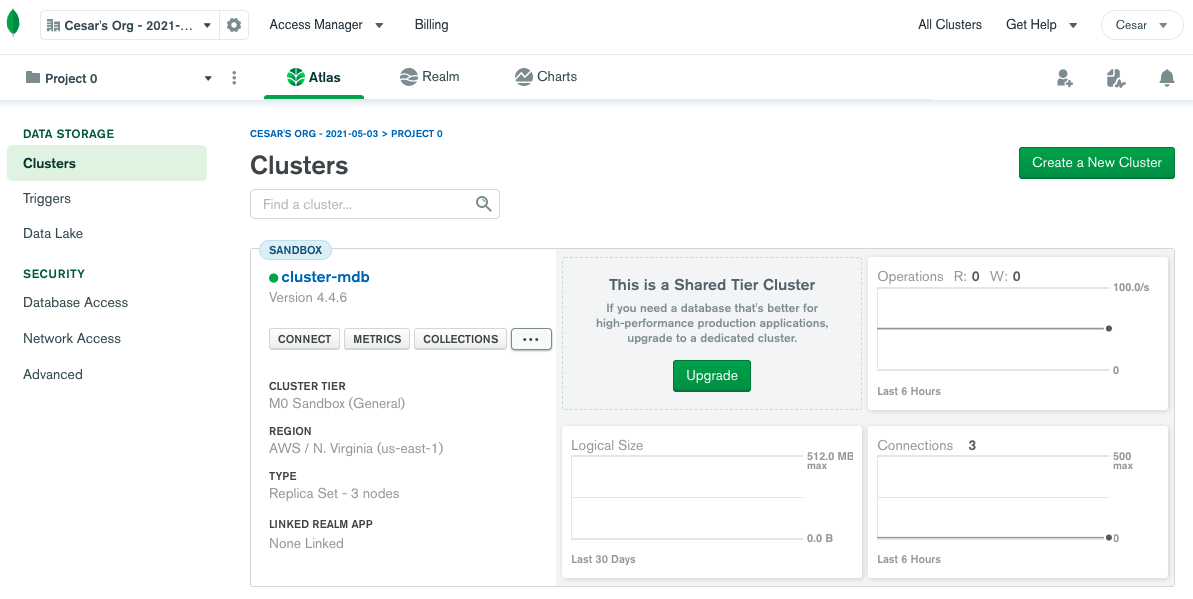 Cesar's Org - 2021-...
Access Manager
Billing
All Clusters
Get Help
Cesar
Project 0
Atlas
Realm
Charts
DATA STORAGE
Clusters
Triggers
Data Lake
SECURITY
Database Access
Network Access
Advanced
CESAR'S ORG - 2021-05-03 > PROJECT 0
Clusters
Create a New Cluster
Find a cluster...
SANDBOX
cluster-mdb
Version 4.4.6
CONNECT
METRICS
COLLECTIONS
...
CLUSTER TIER
M0 Sandbox (General)
REGION
AWS / N. Virginia (us-east-1)
TYPE
Replica Set - 3 nodes
LINKED REALM APP
None Linked
This is a Shared Tier Cluster
If you need a database that's better for
high-performance production applications,
upgrade to a dedicated cluster.
Upgrade
Operations R: 0 W: 0
100.0/s
0
Last 6 Hours
Logical Size
512.0 MB
max
0.0 B
Last 30 Days
Connections 3
500
max
0
Last 6 Hours